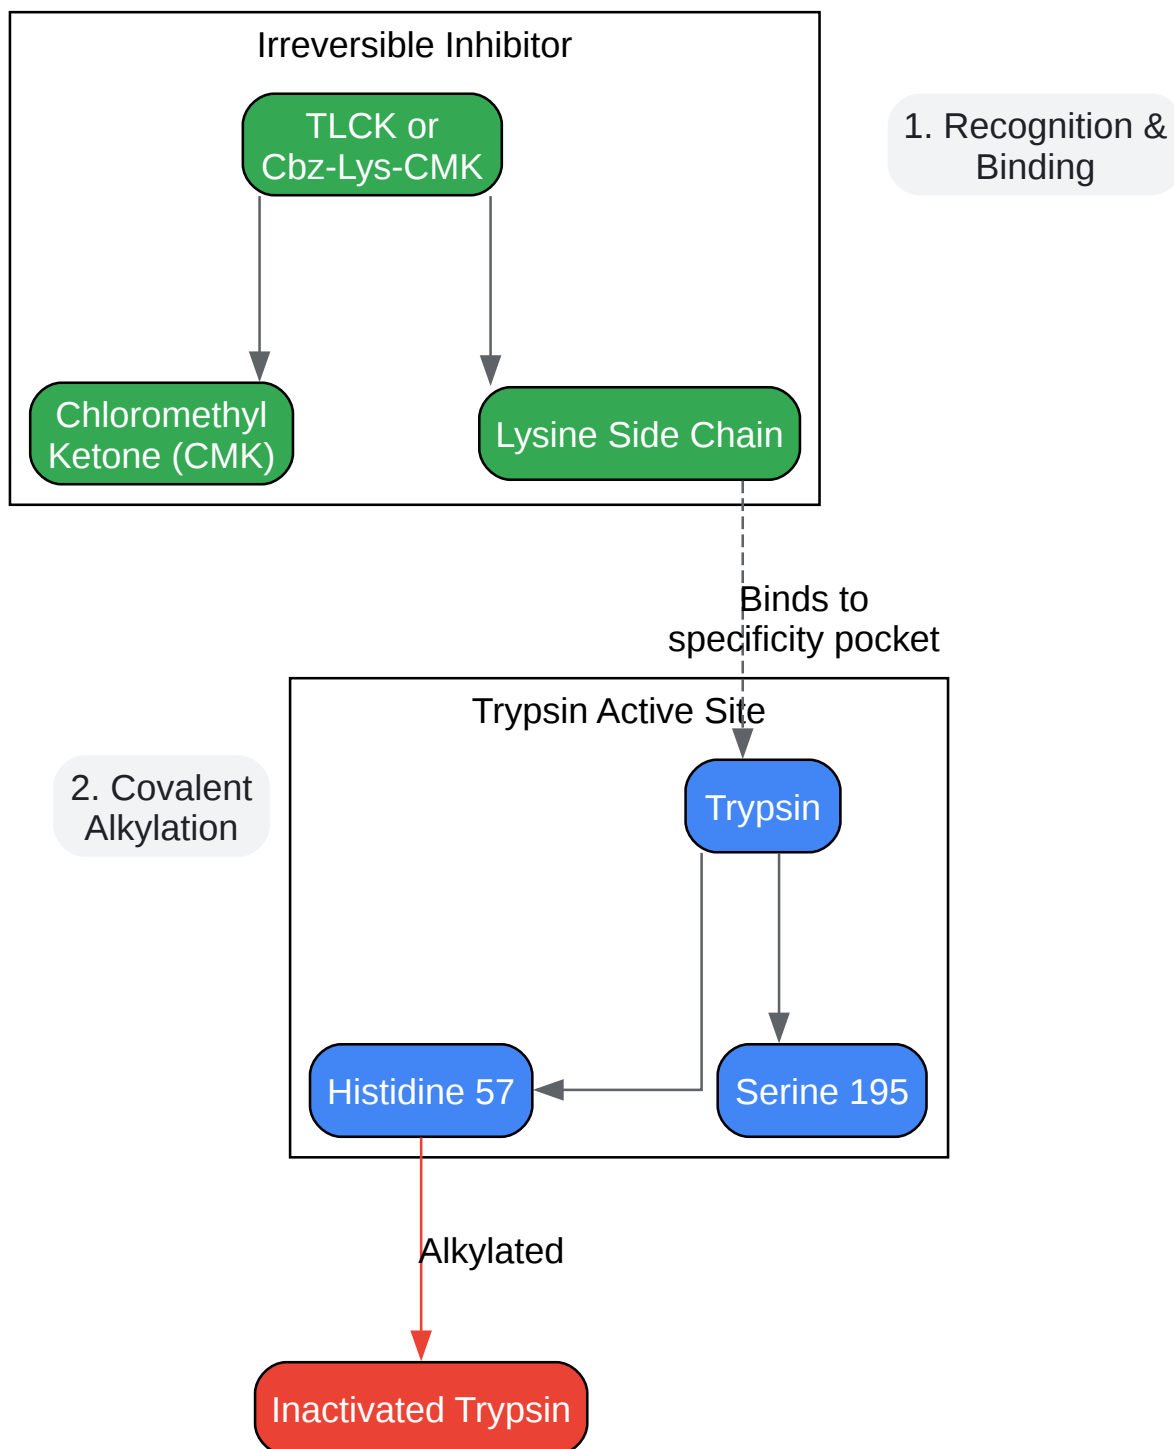 Irreversible Inhibitor
TLCK or
Cbz-Lys-CMK
1. Recognition &
Binding
Chloromethyl
Ketone (CMK)
Lysine Side Chain
Binds to
specificity pocket
Trypsin Active Site
2. Covalent
Alkylation
Trypsin
Histidine 57
Serine 195
Alkylated
Inactivated Trypsin